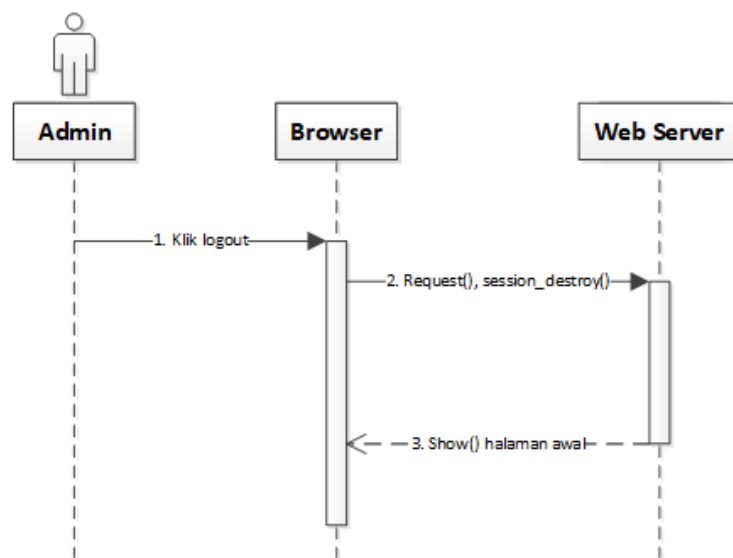 Admin
Browser
Web Server
1. Klik logout
2. Request(), session_destroy()
3. Show() halaman awal